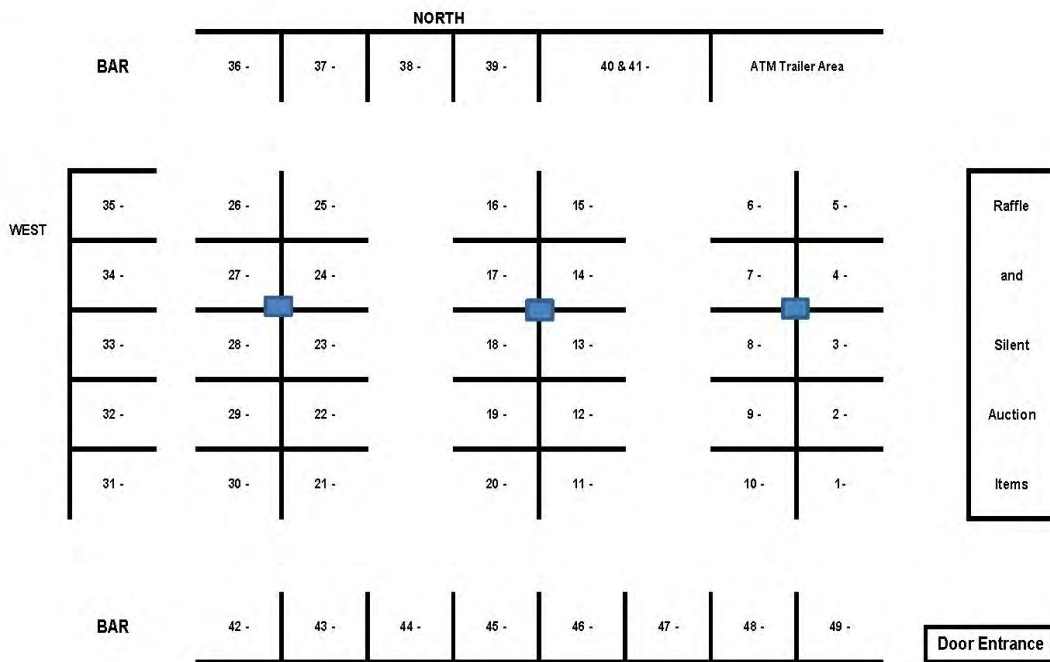 NORTH
BAR 36 - 37 - 38 - 39 - 40 & 41 - ATM Trailer Area
35 - 26 - 25 - 16 - 15 - 6 - 5 - Raffle
WEST
34 - 27 - 24 - 17 - 14 - 7 - 4 - and
33 - 28 - 23 - 18 - 13 - 8 - 3 - Silent
32 - 29 - 22 - 19 - 12 - 9 - 2 - Auction
31 - 30 - 21 - 20 - 11 - 10 - 1- Items
BAR 42 - 43 - 44 - 45 - 46 - 47 - 48 - 49 -
Door Entrance